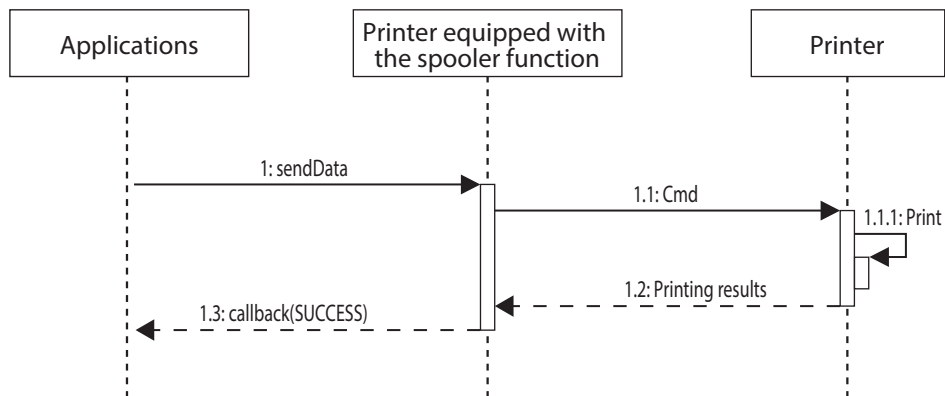 Applications
Printer equipped with
the spooler function
Printer
1: sendData
1.1: Cmd
1.1.1: Print
1.2: Printing results
1.3: callback(SUCCESS)